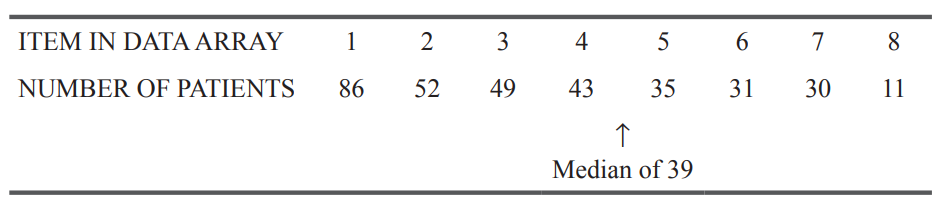 ITEM IN DATA ARRAY 1 2 3 4 5 6 7 8
NUMBER OF PATIENTS 86 52 49 43 35 31 30 11
↑
Median of 39